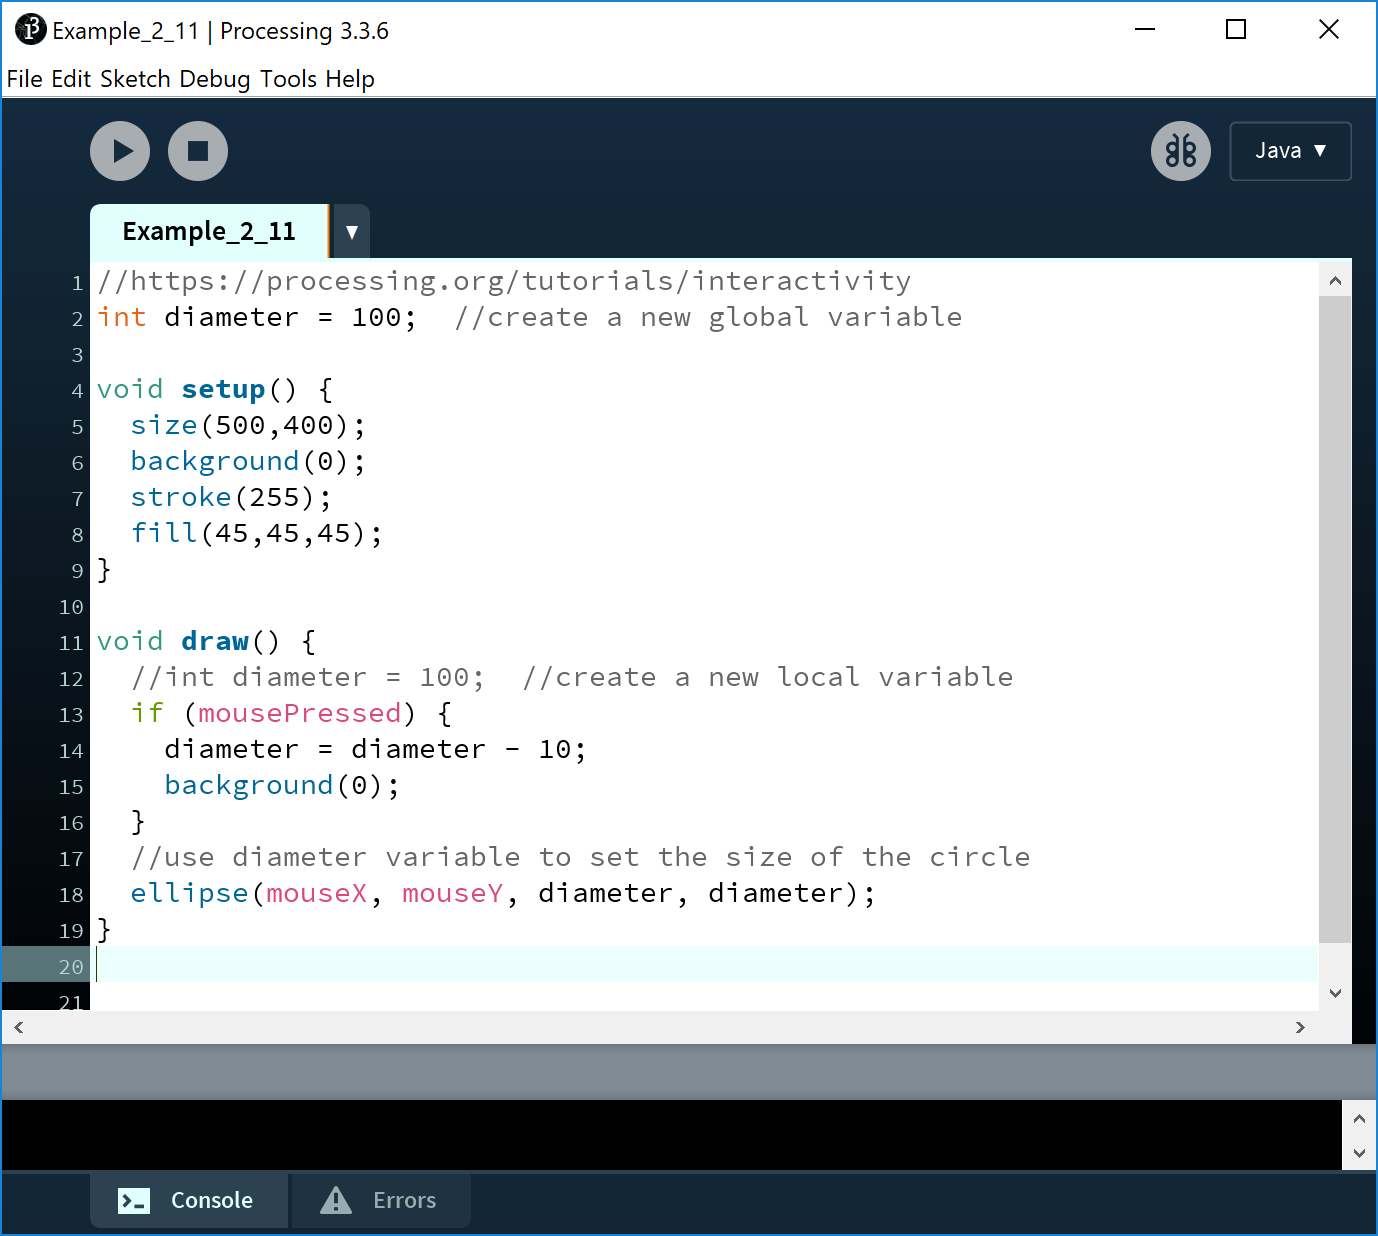 Example_2_11 | Processing 3.3.6
File Edit Sketch Debug Tools Help
Java ▼
Example_2_11 ▼
1 //https://processing.org/tutorials/interactivity
2 int diameter = 100;  //create a new global variable
3
4 void setup() {
5   size(500,400);
6   background(0);
7   stroke(255);
8   fill(45,45,45);
9 }
10
11 void draw() {
12   //int diameter = 100;  //create a new local variable
13   if (mousePressed) {
14     diameter = diameter - 10;
15     background(0);
16   }
17   //use diameter variable to set the size of the circle
18   ellipse(mouseX, mouseY, diameter, diameter);
19 }
20
21
Console Errors